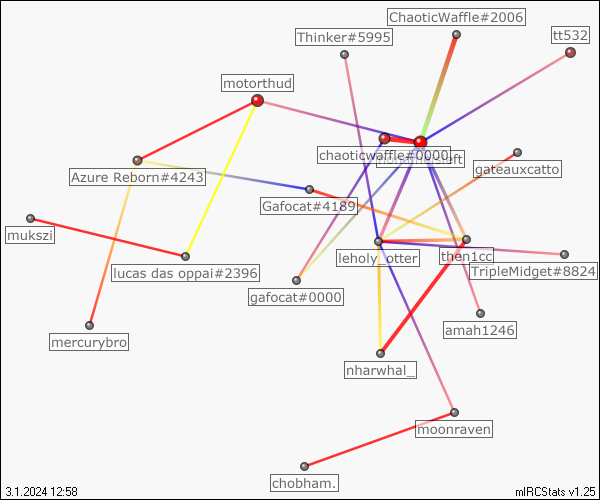 ChaoticWaffle#2006
Thinker#5995
tt532
motorthud
chaoticwaffle#0000
gateauxcatto
Azure Reborn#4243
Gafocat#4189
mukszi
leholy_otter
then1cc
TripleMidget#8824
lucas das oppai#2396
gafocat#0000
amah1246
mercurybro
nharwhal_
moonraven
chobham.
3.1.2024 12:58
mIRCStats v1.25